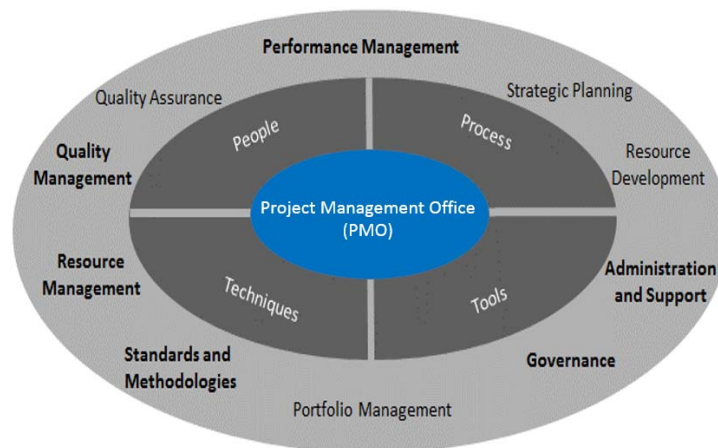 Performance Management
Quality Assurance
Strategic Planning
People
Process
Quality
Management
Resource
Development
Project Management Office
(PMO)
Resource
Management
Administration
and Support
Techniques
Tools
Standards and
Methodologies
Governance
Portfolio Management